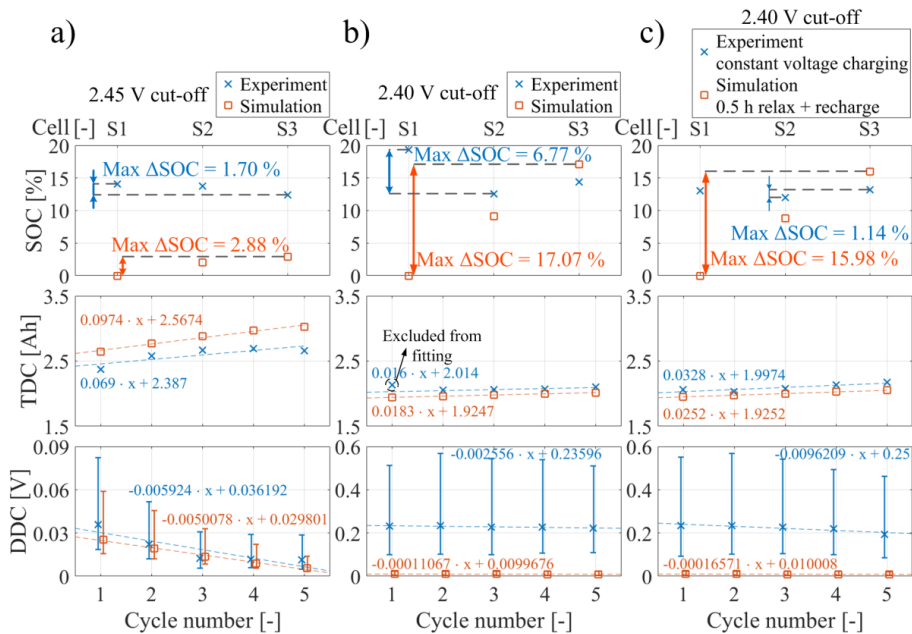 a)
b)
c)
2.40 V cut-off
Experiment
constant voltage charging
Simulation
0.5 h relax + recharge
2.45 V cut-off
Experiment
Simulation
2.40 V cut-off
Experiment
Simulation
Cell [-] S1 S2 S3
Cell [-] S1 S2 S3
Cell [-] S1 S2 S3
SOC [%]
20
15
10
5
0
Max ΔSOC = 1.70 %
Max ΔSOC = 2.88 %
20
15
10
5
0
Max ΔSOC = 6.77 %
Max ΔSOC = 17.07 %
20
15
10
5
0
Max ΔSOC = 1.14 %
Max ΔSOC = 15.98 %
TDC [Ah]
3.5
2.5
1.5
0.0974 · x + 2.5674
0.069 · x + 2.387
3.5
2.5
1.5
Excluded from
fitting
0.016 · x + 2.014
0.0183 · x + 1.9247
3.5
2.5
1.5
0.0328 · x + 1.9974
0.0252 · x + 1.9252
DDC [V]
0.09
0.06
0.03
0
-0.005924 · x + 0.036192
-0.0050078 · x + 0.029801
0.6
0.4
0.2
0
-0.002556 · x + 0.23596
-0.00011067 · x + 0.0099676
0.6
0.4
0.2
0
-0.0096209 · x + 0.25
-0.00016571 · x + 0.010008
1 2 3 4 5
Cycle number [-]
1 2 3 4 5
Cycle number [-]
1 2 3 4 5
Cycle number [-]